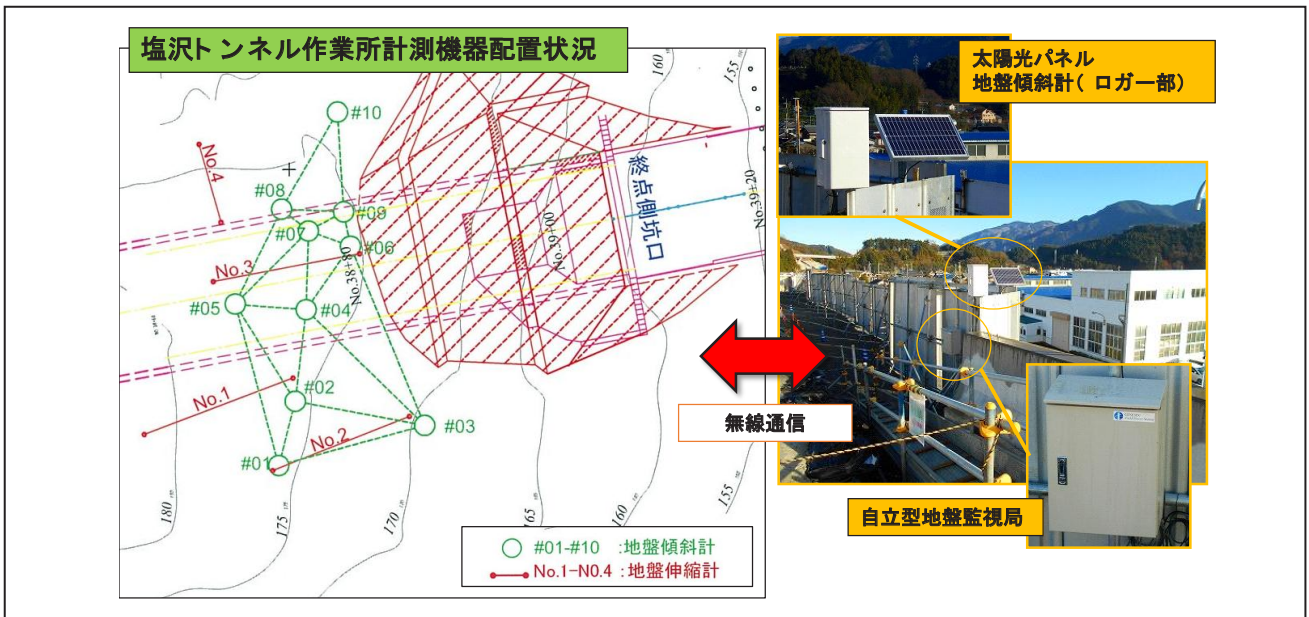 塩沢トンネル作業所計測機器配置状況
太陽光パネル
地盤傾斜計( ロガー部)
#10
160
155
No.4
#08
#09
終点側坑口
No.39+20
#07
#06
No.39+00
No.3
No.38+80
#05
#04
No.1
#02
無線通信
No.2
#03
#01
180
175
170
165
160
155
自立型地盤監視局
#01-#10 :地盤傾斜計
No.1-N0.4 :地盤伸縮計